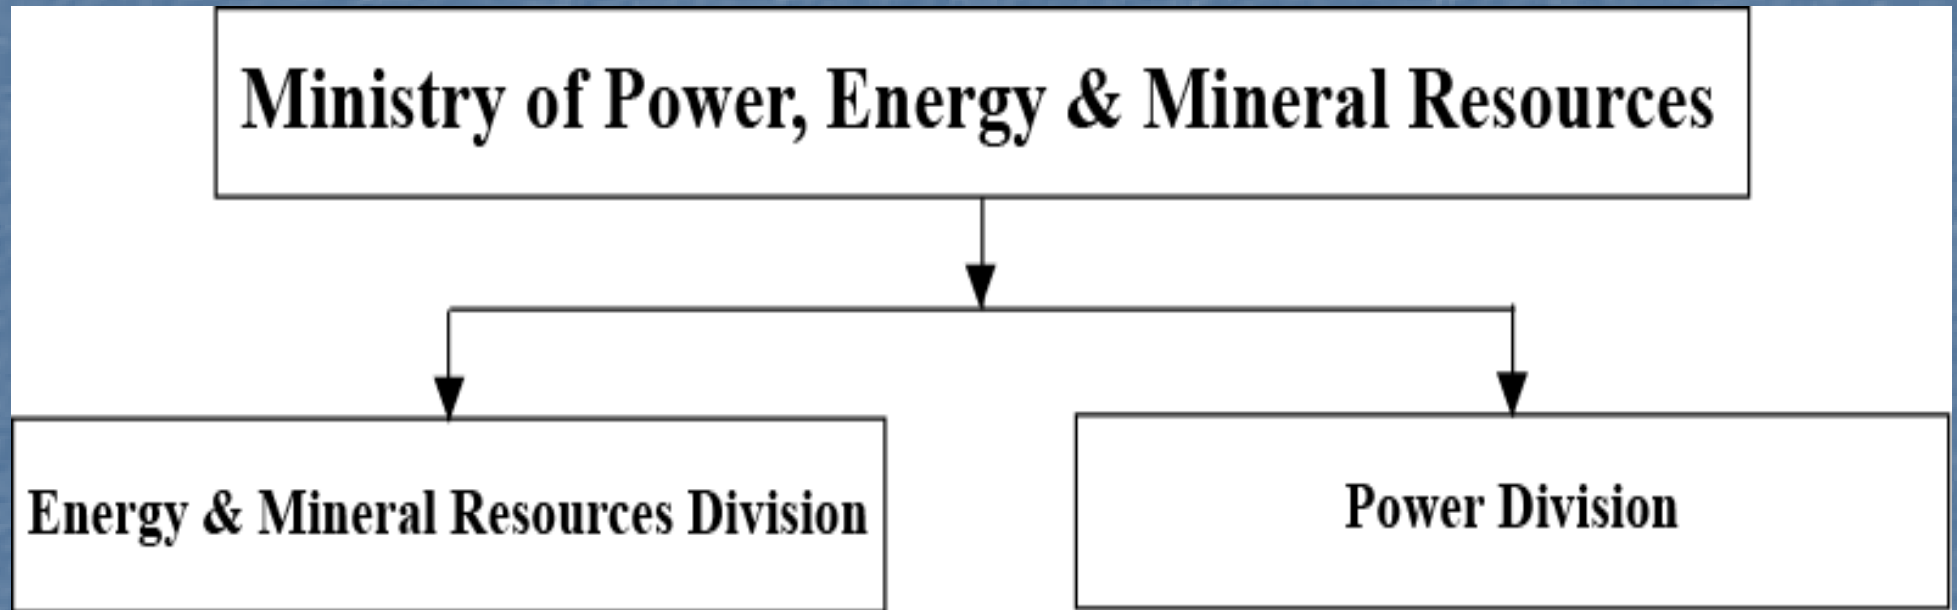 Ministry of Power, Energy & Mineral Resources
Energy & Mineral Resources Division
Power Division